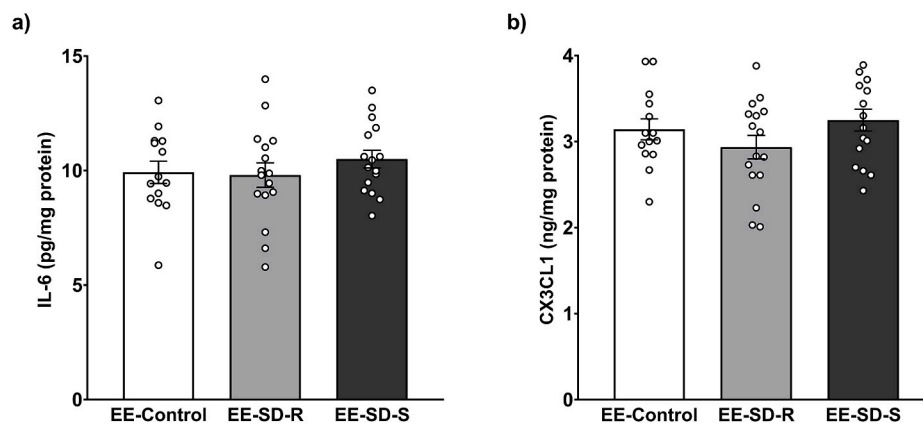 a)
IL-6 (pg/mg protein)
15
10
5
0
EE-Control EE-SD-R EE-SD-S
b)
CX3CL1 (ng/mg protein)
4
3
2
1
0
EE-Control EE-SD-R EE-SD-S